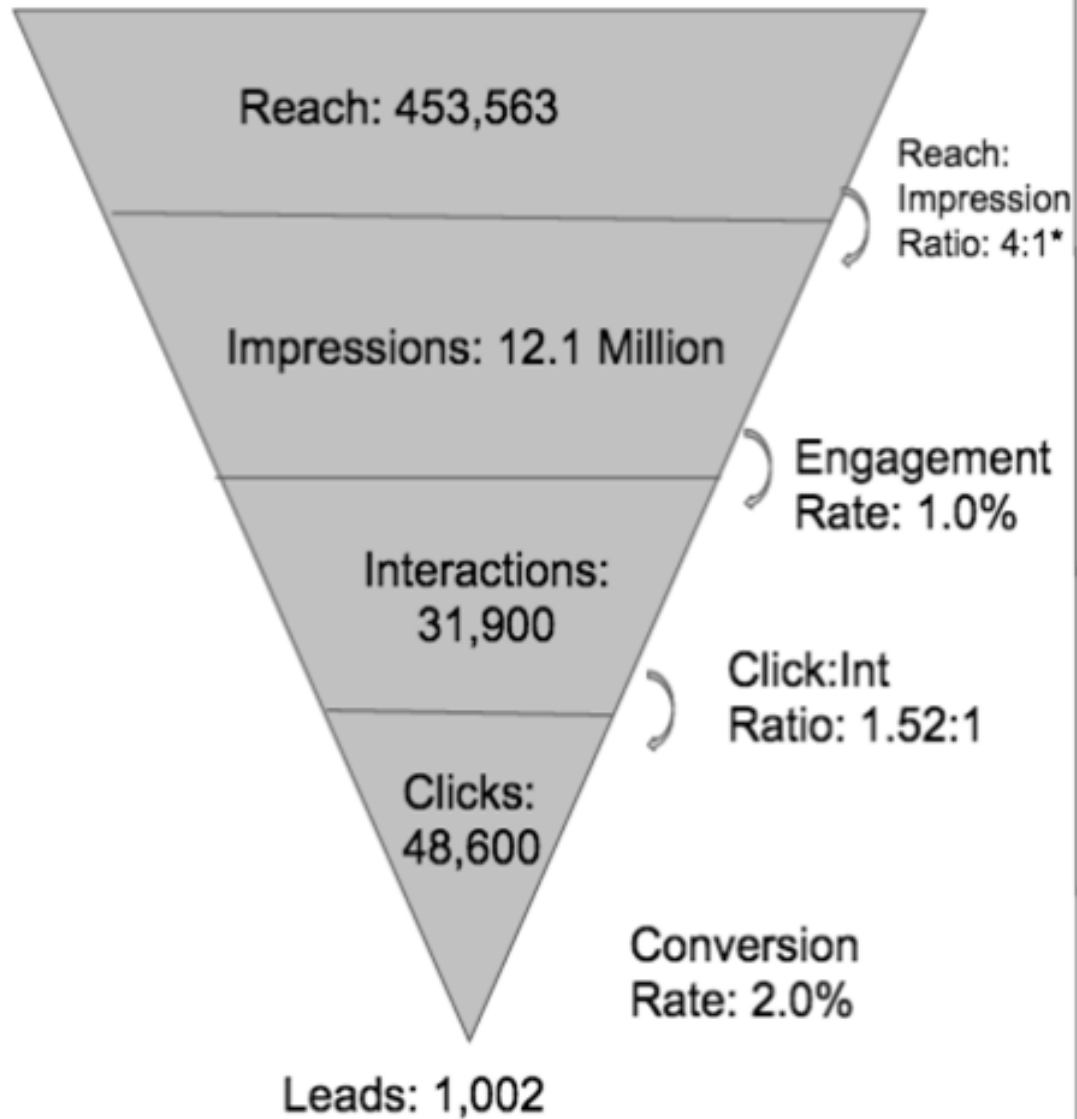 Reach: 453,563
Reach:
Impression
Ratio: 4:1*
Impressions: 12.1 Million
Engagement
Rate: 1.0%
Interactions:
31,900
Click:Int
Ratio: 1.52:1
Clicks:
48,600
Conversion
Rate: 2.0%
Leads: 1,002